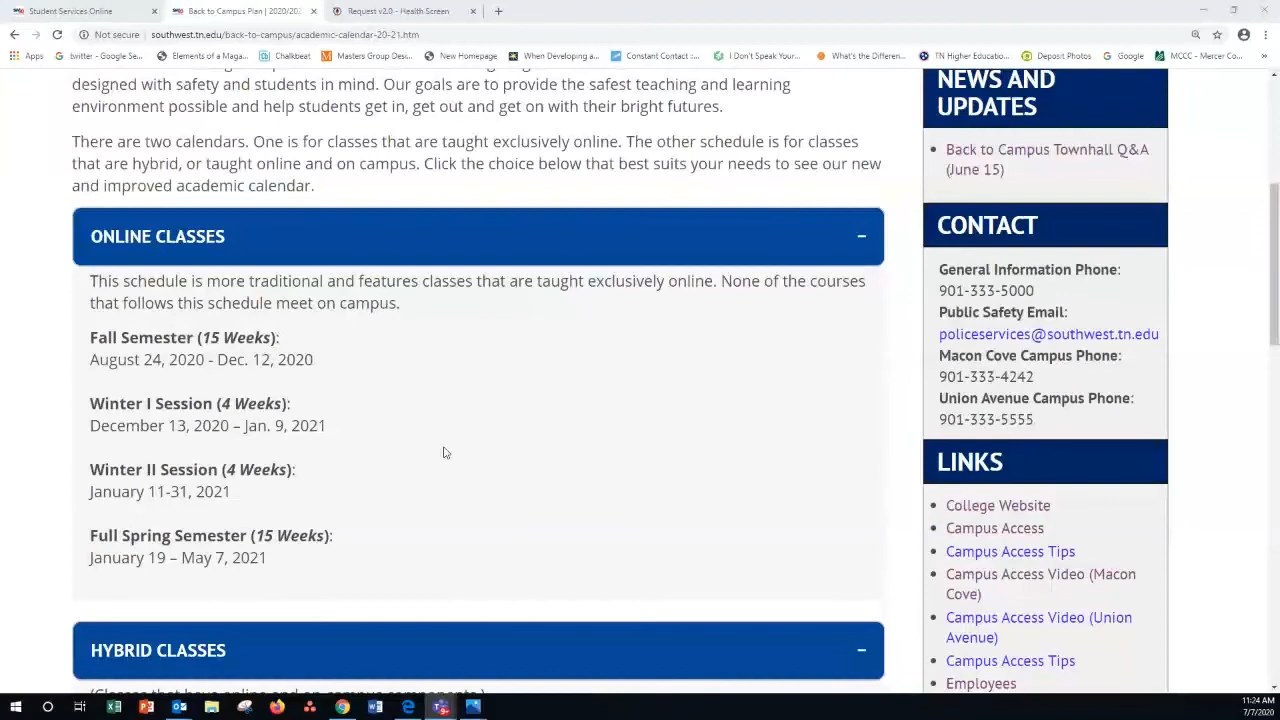 Student Services Online
Back to Campus Plan | 2020/202
Request v2.0 - Health Screen
Not secure | southwest.tn.edu/back-to-campus/academic-calendar-20-21.htm
Apps
twitter - Google Se...
Elements of a Maga...
Chalkbeat
Masters Group Desi...
New Homepage
When Developing a...
Constant Contact :...
I Don't Speak Your...
What's the Differen...
TN Higher Educatio...
Deposit Photos
Google
MCCC - Mercer Co...
designed with safety and students in mind. Our goals are to provide the safest teaching and learning
environment possible and help students get in, get out and get on with their bright futures.
There are two calendars. One is for classes that are taught exclusively online. The other schedule is for classes
that are hybrid, or taught online and on campus. Click the choice below that best suits your needs to see our new
and improved academic calendar.
ONLINE CLASSES –
This schedule is more traditional and features classes that are taught exclusively online. None of the courses
that follows this schedule meet on campus.
Fall Semester (15 Weeks):
August 24, 2020 - Dec. 12, 2020
Winter I Session (4 Weeks):
December 13, 2020 – Jan. 9, 2021
Winter II Session (4 Weeks):
January 11-31, 2021
Full Spring Semester (15 Weeks):
January 19 – May 7, 2021
HYBRID CLASSES –
(Classes that have online and on campus components.)
NEWS AND
UPDATES
Back to Campus Townhall Q&A
(June 15)
CONTACT
General Information Phone:
901-333-5000
Public Safety Email:
policeservices@southwest.tn.edu
Macon Cove Campus Phone:
901-333-4242
Union Avenue Campus Phone:
901-333-5555
LINKS
College Website
Campus Access
Campus Access Tips
Campus Access Video (Macon
Cove)
Campus Access Video (Union
Avenue)
Campus Access Tips
Employees
11:24 AM
7/7/2020